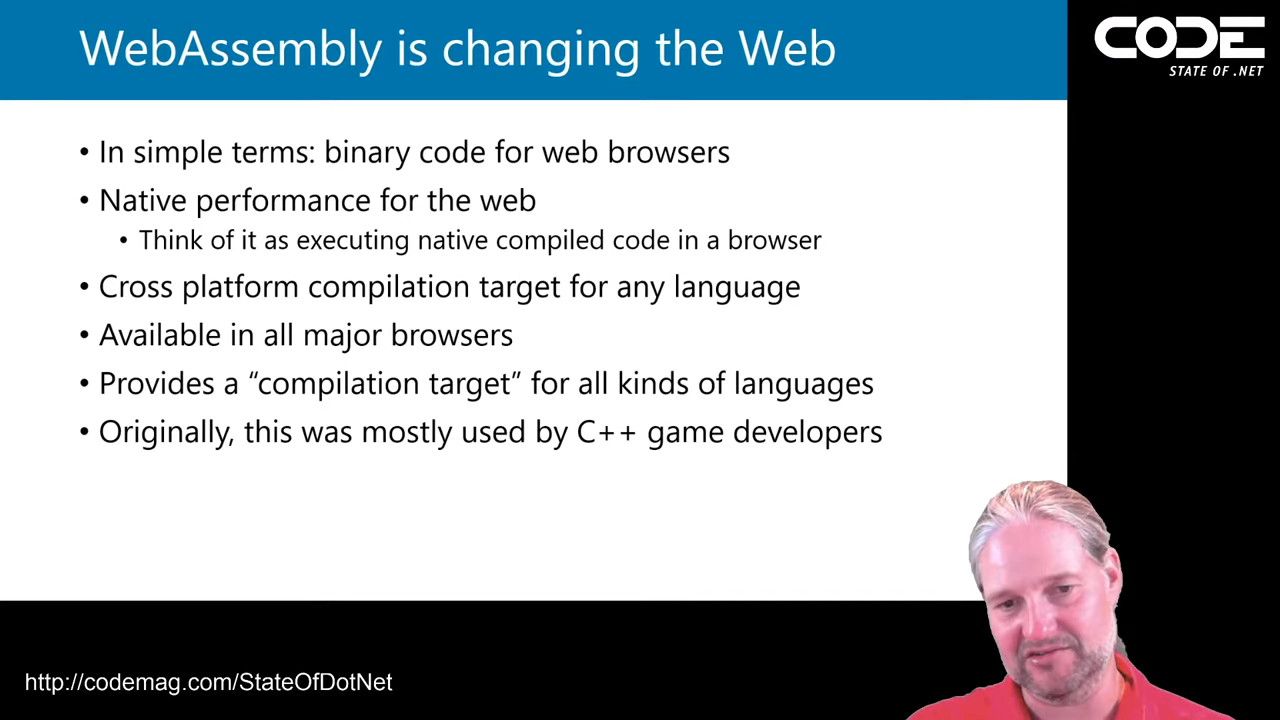 WebAssembly is changing the Web
CODE
STATE OF .NET
• In simple terms: binary code for web browsers
• Native performance for the web
• Think of it as executing native compiled code in a browser
• Cross platform compilation target for any language
• Available in all major browsers
• Provides a “compilation target” for all kinds of languages
• Originally, this was mostly used by C++ game developers
http://codemag.com/StateOfDotNet